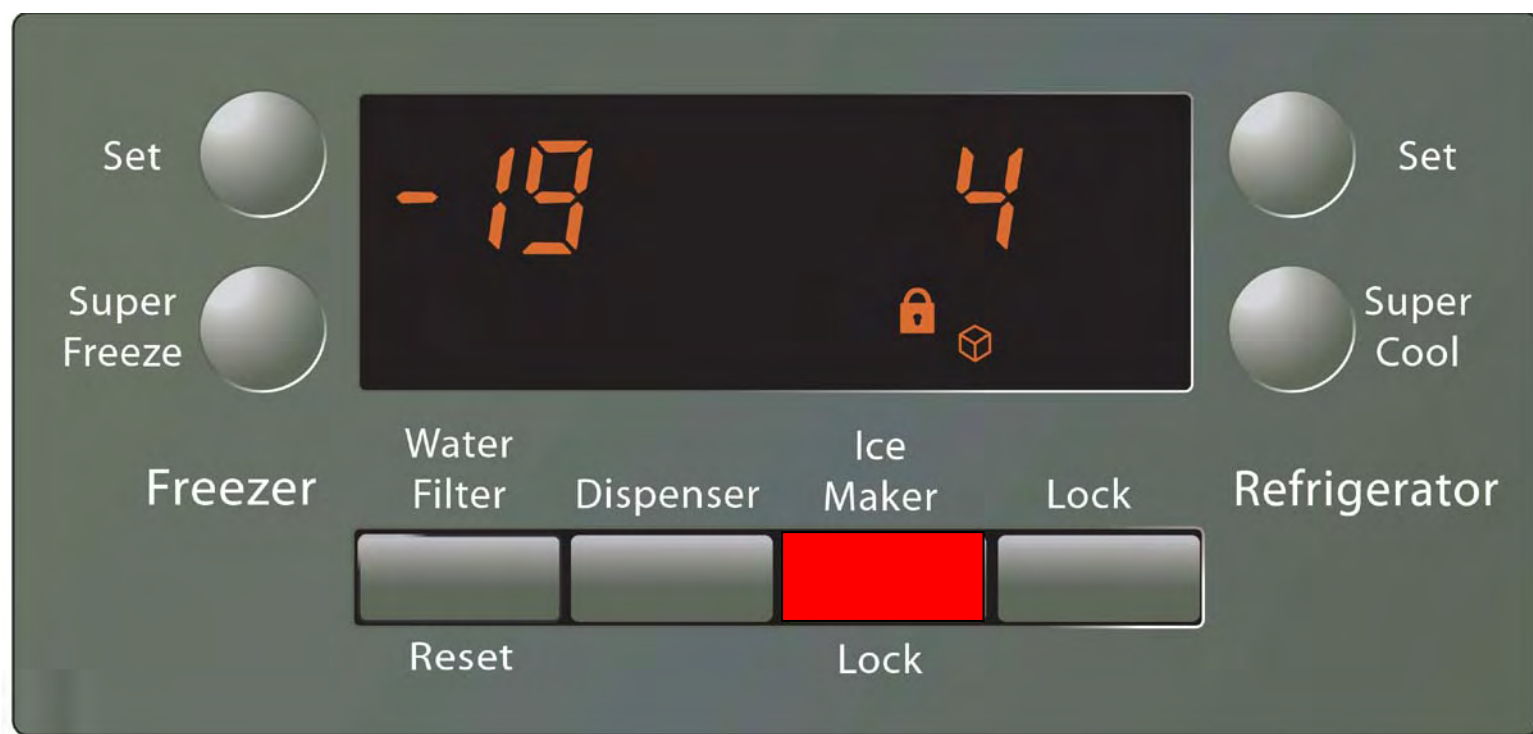 Set
-19
4
Set
Super
Freeze
Super
Cool
Freezer
Water
Filter
Dispenser
Ice
Maker
Lock
Refrigerator
Reset
Lock